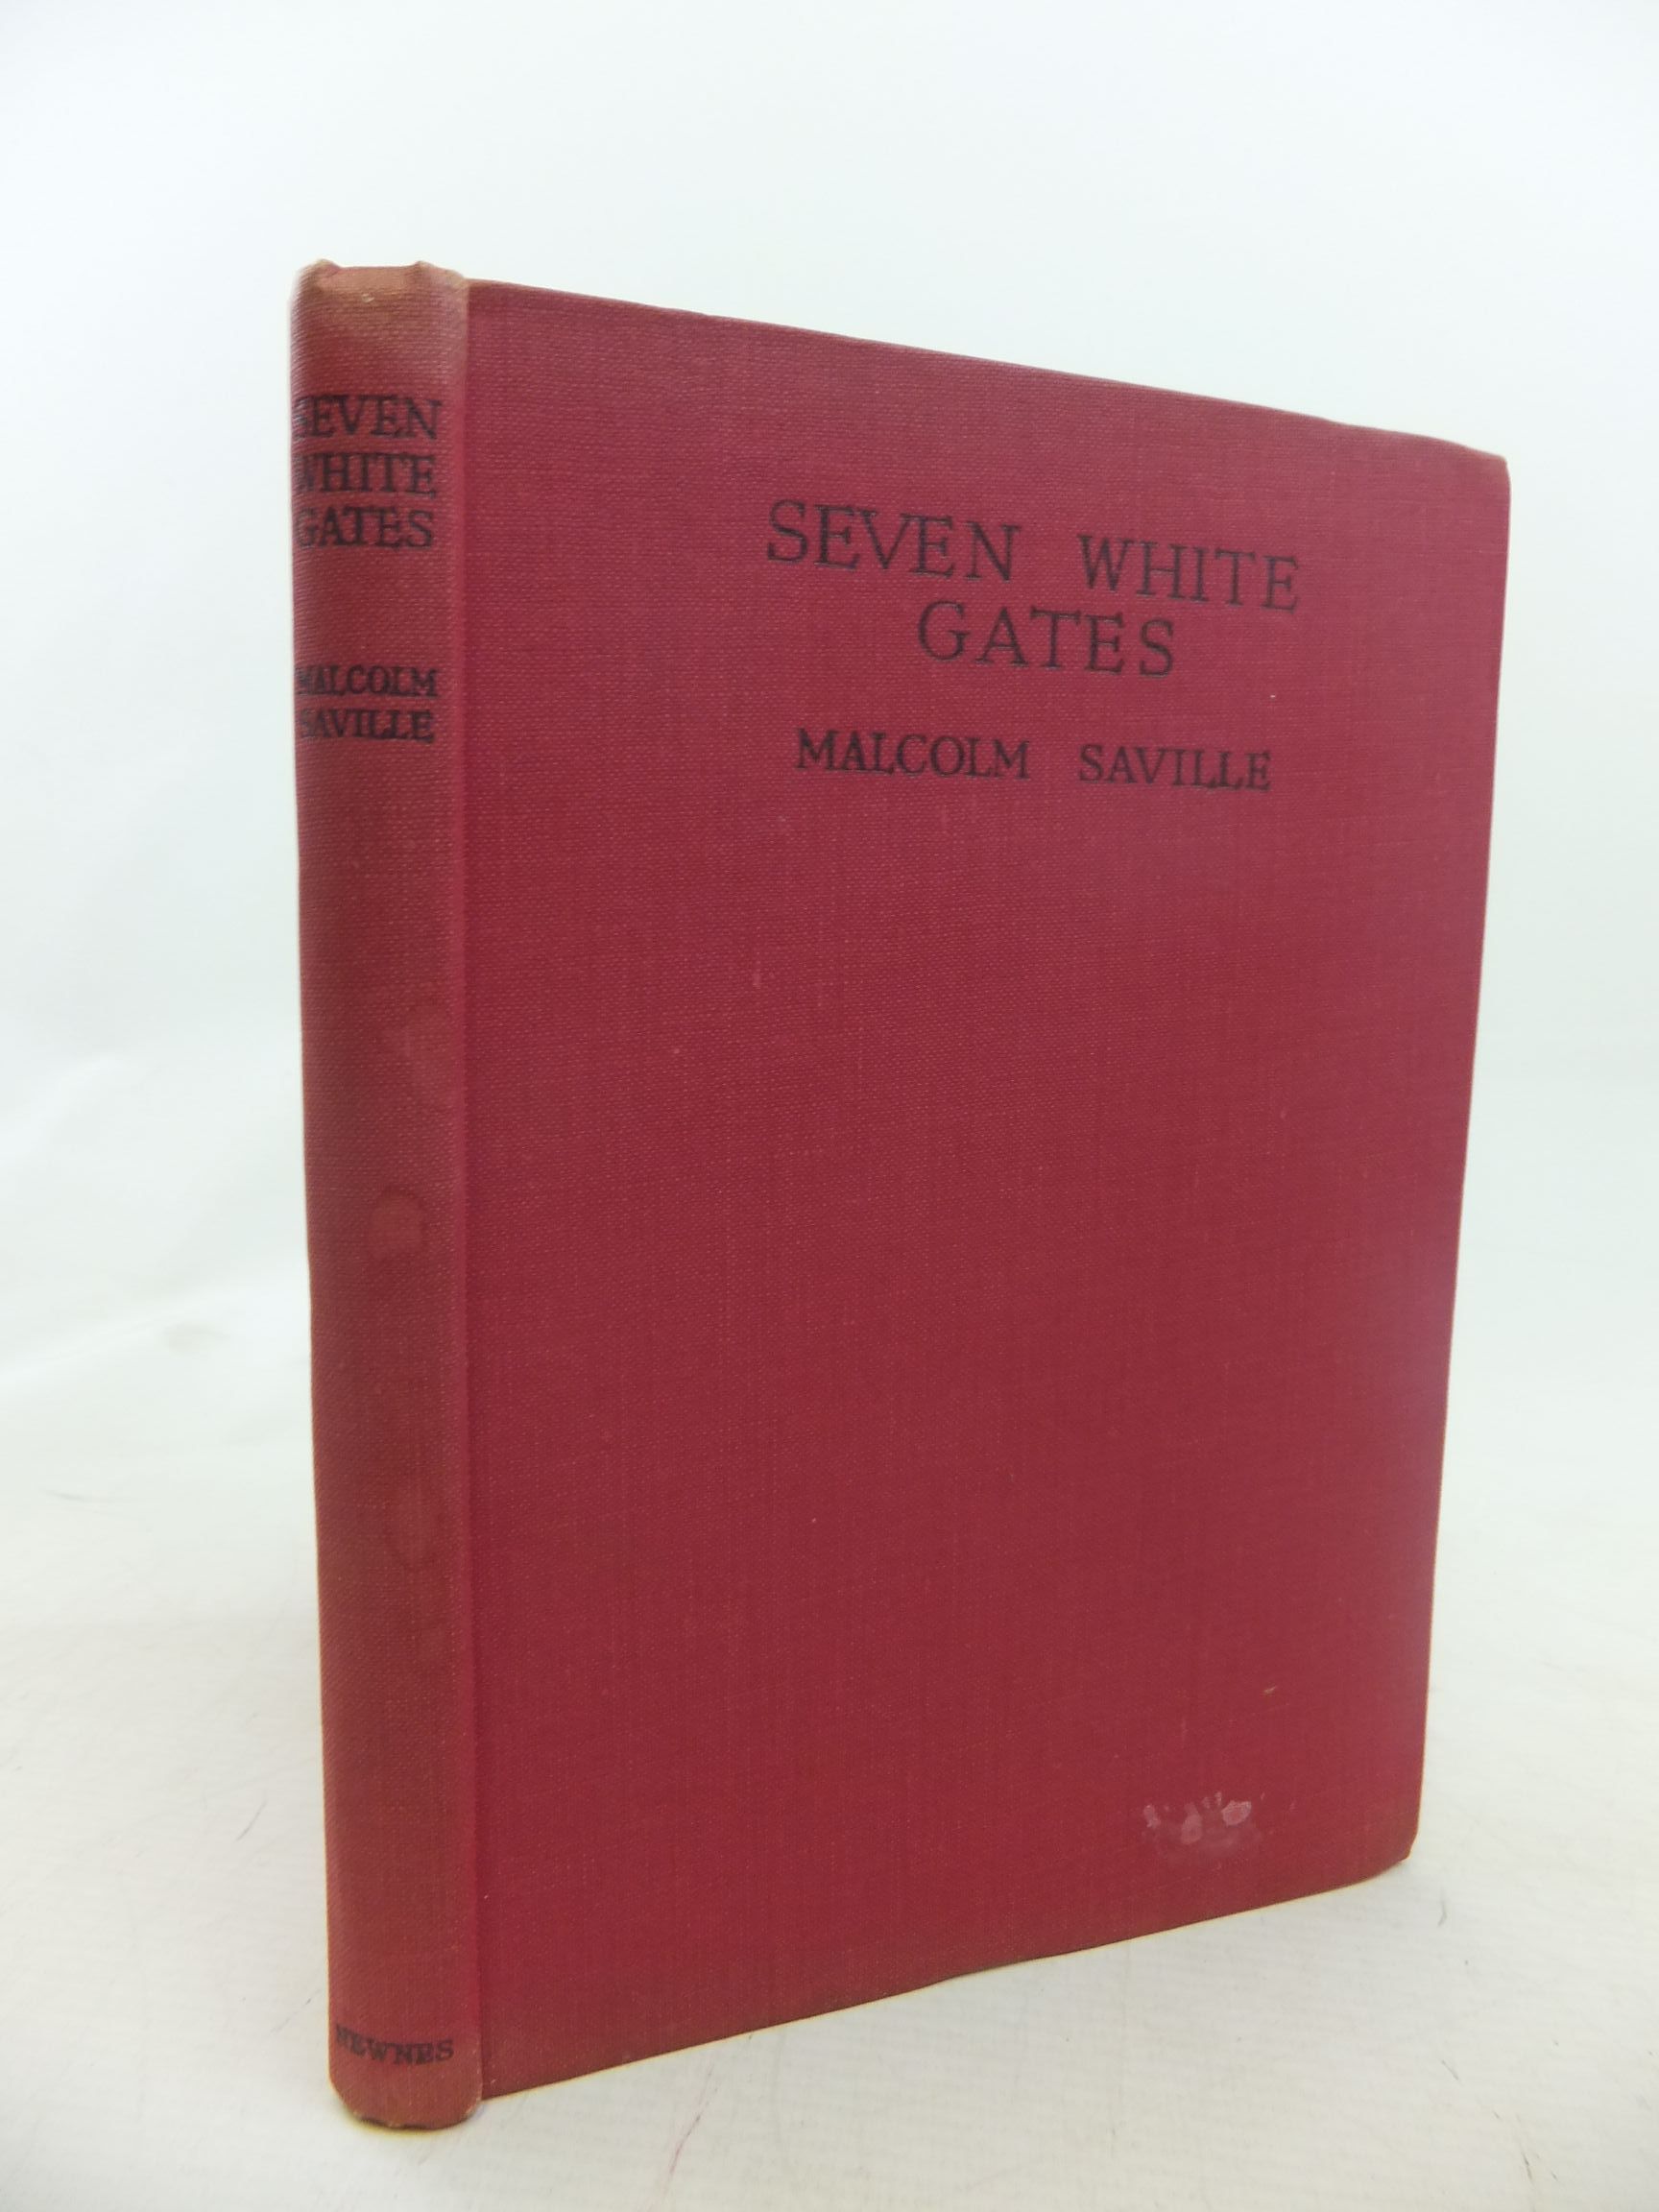 SEVEN
WHITE
GATES
MALCOLM
SAVILLE
NEWNES
SEVEN WHITE
GATES
MALCOLM SAVILLE